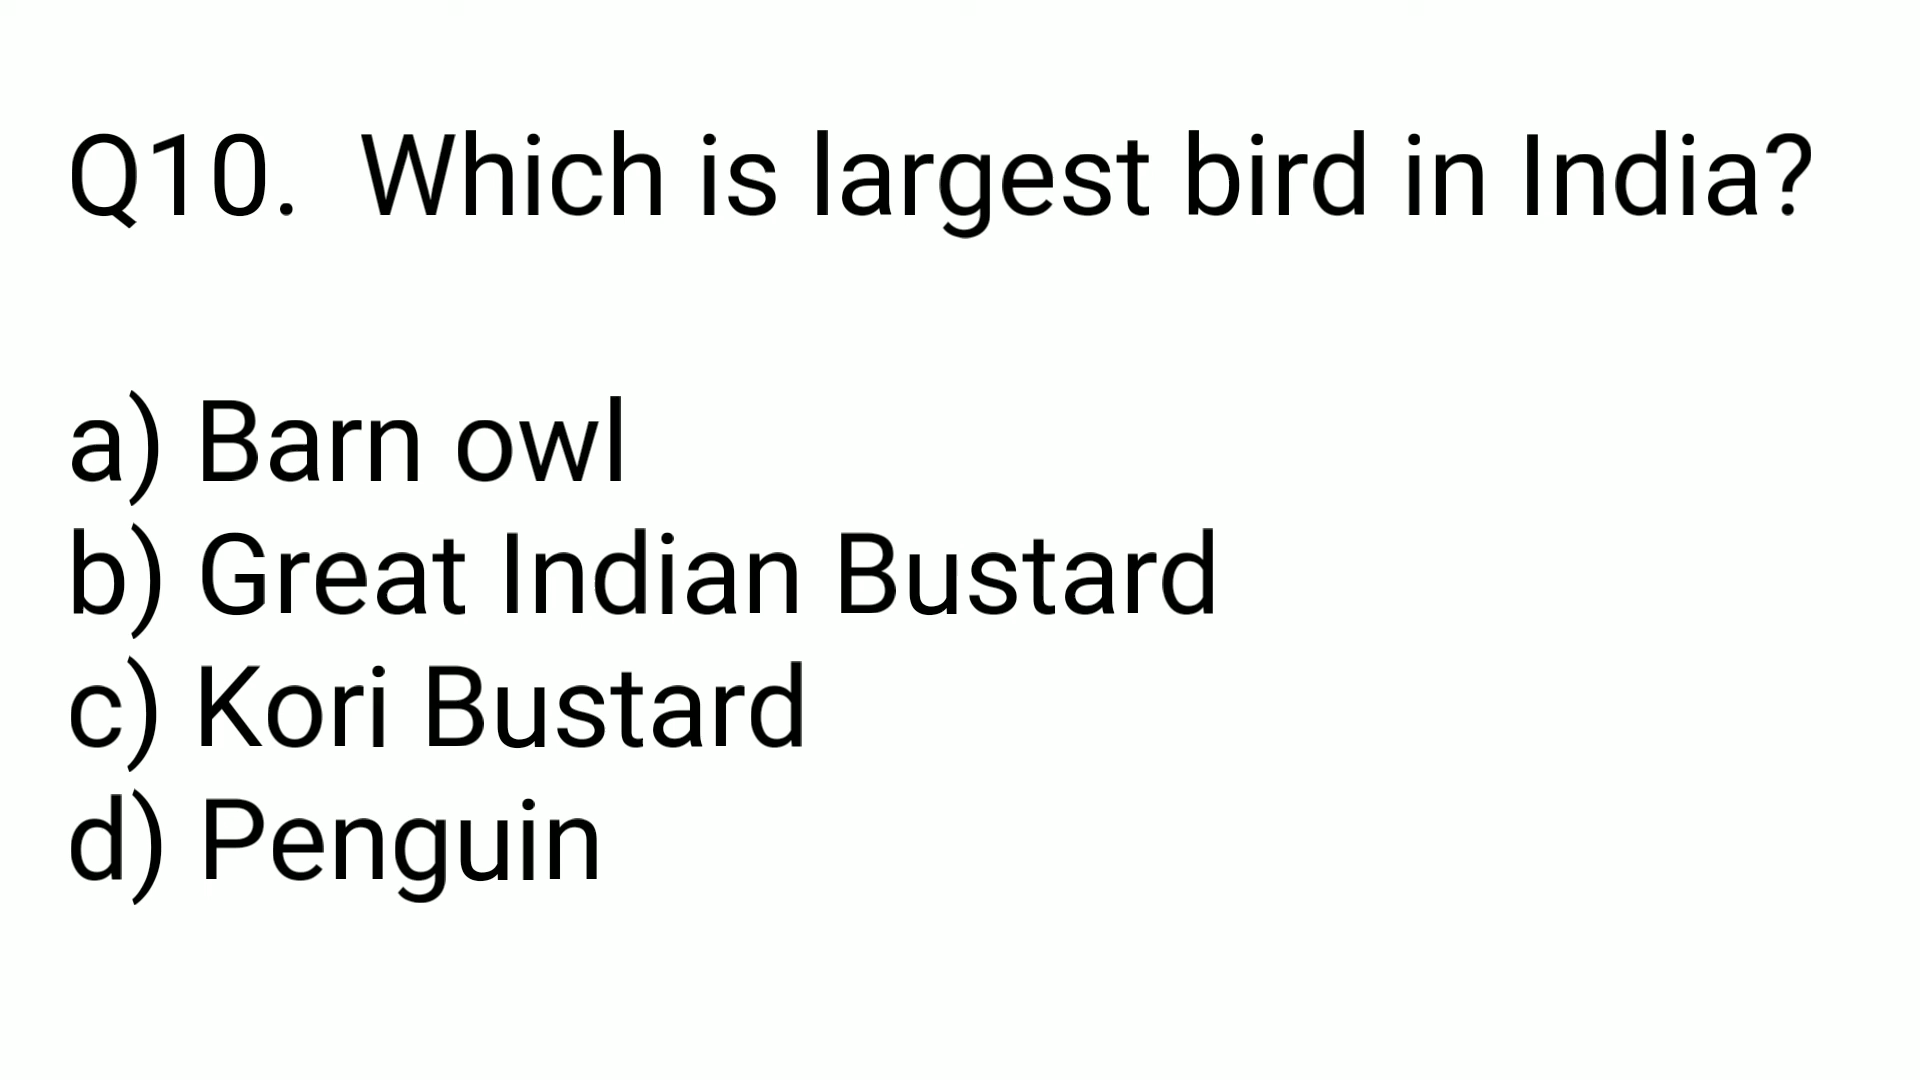 Q10.  Which is largest bird in India?
a) Barn owl
b) Great Indian Bustard
c) Kori Bustard
d) Penguin